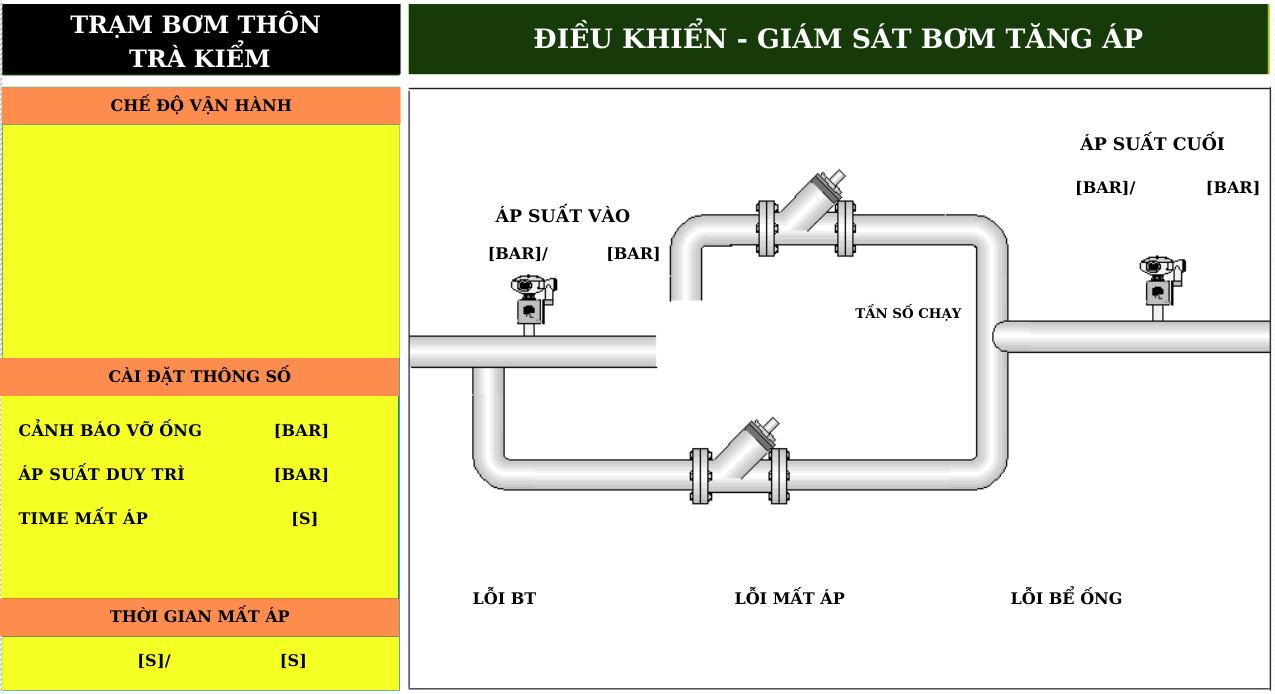 TRẠM BƠM THÔN
TRÀ KIỂM
ĐIỀU KHIỂN - GIÁM SÁT BƠM TĂNG ÁP
CHẾ ĐỘ VẬN HÀNH
CÀI ĐẶT THÔNG SỐ
CẢNH BÁO VỠ ỐNG [BAR]
ÁP SUẤT DUY TRÌ [BAR]
TIME MẤT ÁP [S]
THỜI GIAN MẤT ÁP
[S]/ [S]
ÁP SUẤT VÀO
[BAR]/ [BAR]
ÁP SUẤT CUỐI
[BAR]/ [BAR]
TẦN SỐ CHẠY
LỖI BT LỖI MẤT ÁP LỖI BỂ ỐNG